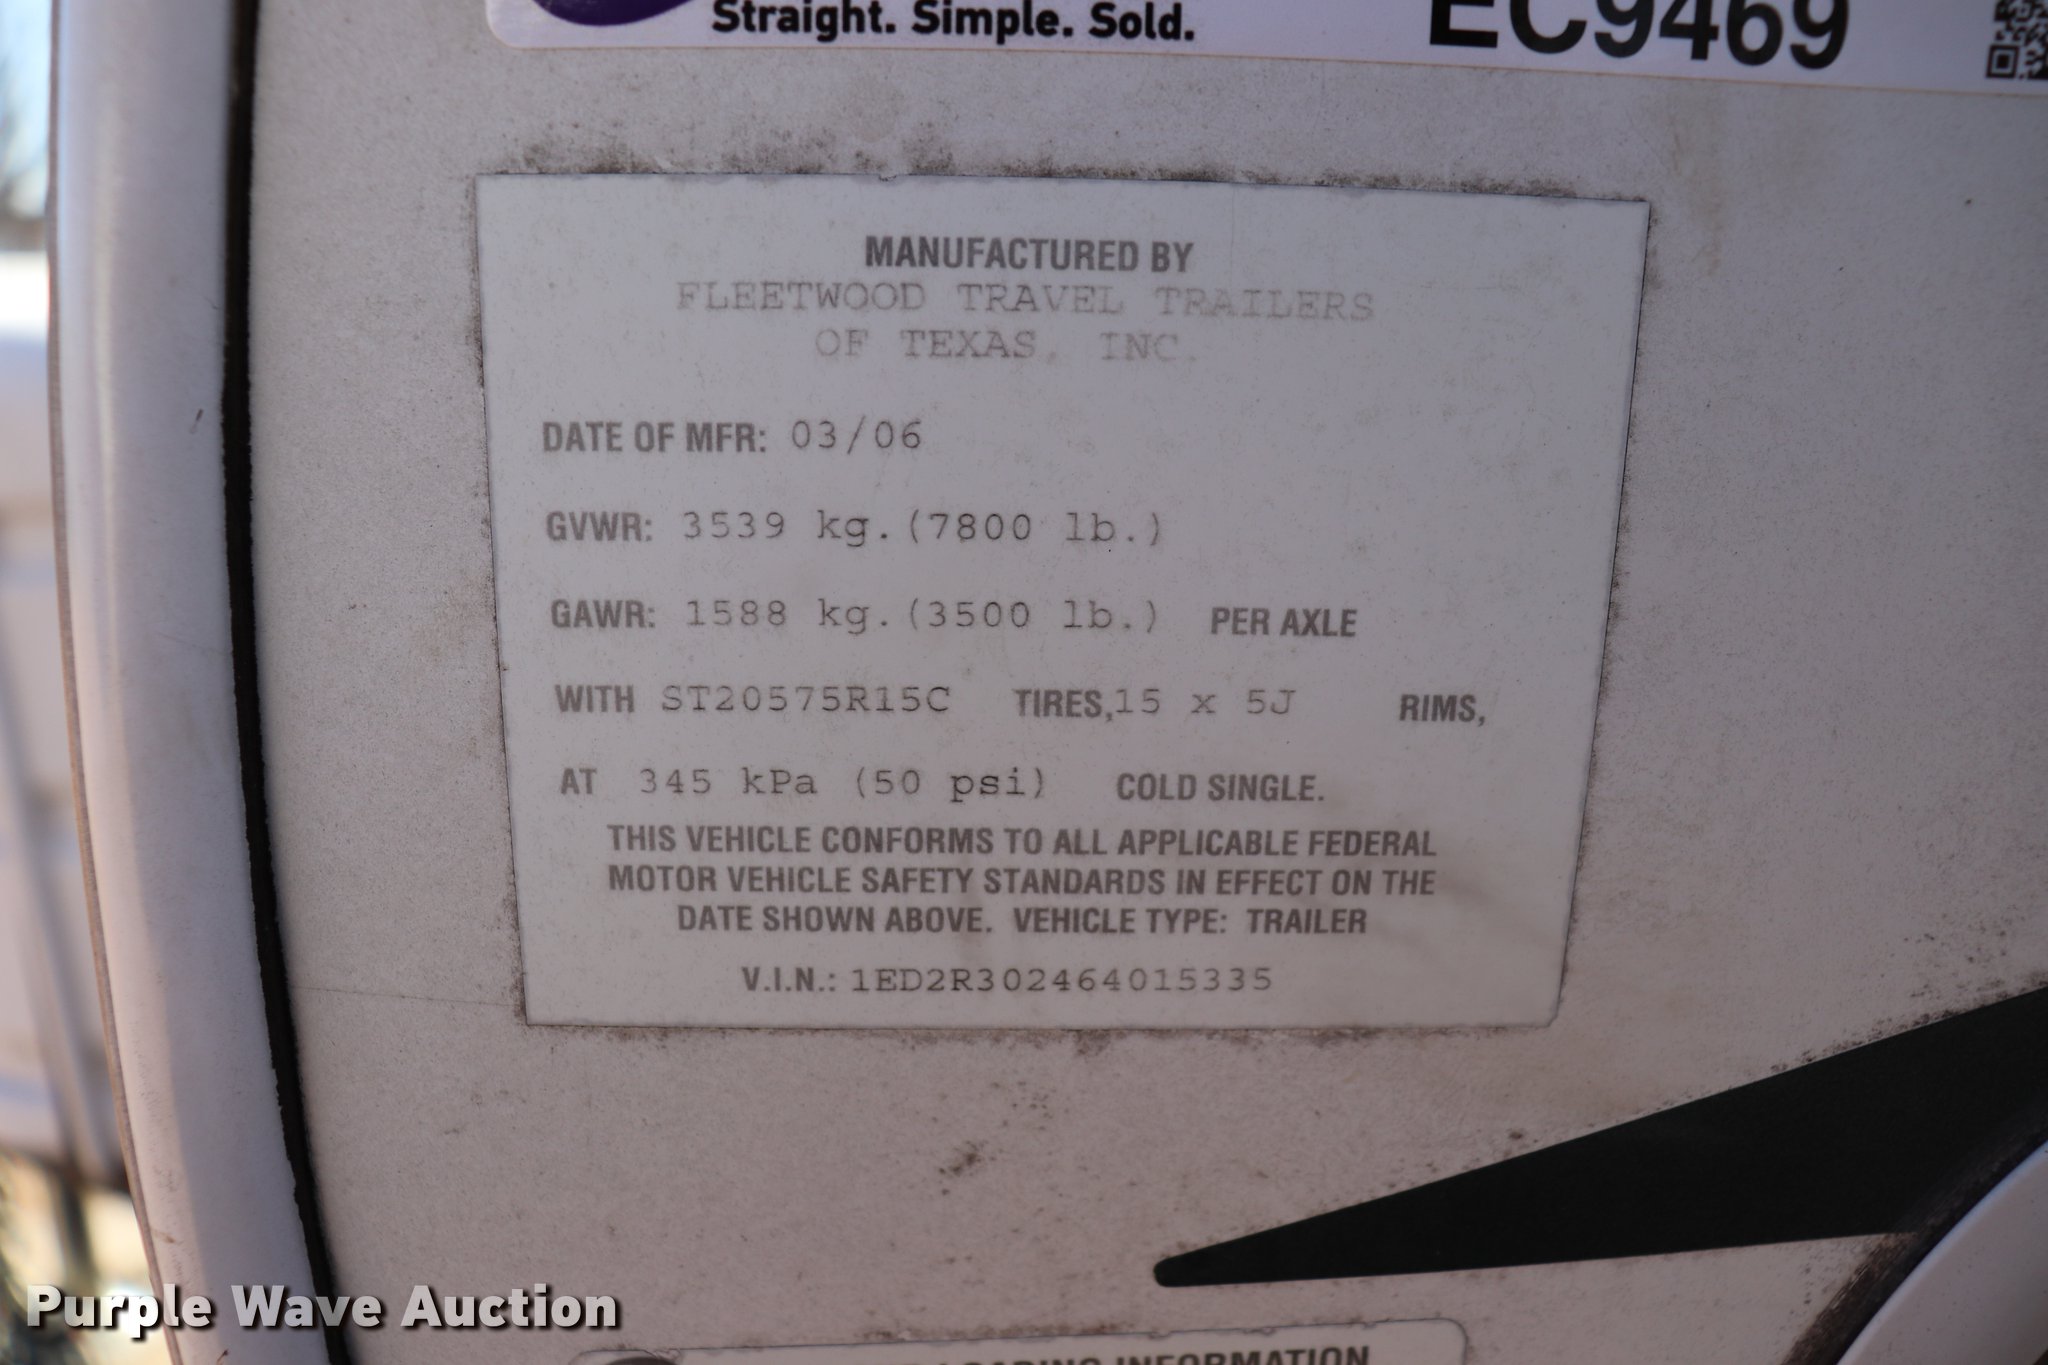 Straight. Simple. Sold.
EC9469
MANUFACTURED BY
FLEETWOOD TRAVEL TRAILERS
OF TEXAS, INC.
DATE OF MFR: 03/06
GVWR: 3539 kg.(7800 lb.)
GAWR: 1588 kg.(3500 lb.) PER AXLE
WITH ST20575R15C TIRES,15 x 5J RIMS,
AT 345 kPa (50 psi) COLD SINGLE.
THIS VEHICLE CONFORMS TO ALL APPLICABLE FEDERAL
MOTOR VEHICLE SAFETY STANDARDS IN EFFECT ON THE
DATE SHOWN ABOVE. VEHICLE TYPE: TRAILER
V.I.N.: 1ED2R302464015335
Purple Wave Auction
LOADING INFORMATION